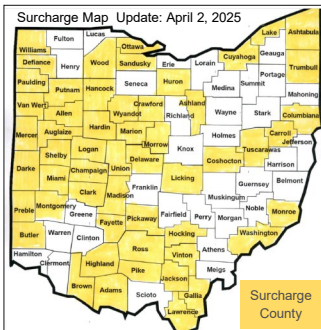 Surcharge Map Update: April 2, 2025
Ashtabula
Lake
Lucas
Fulton
Williams
Ottawa
Geauga
Cuyahoga
Wood
Defiance
Sandusky
Erie
Lorain
Trumbull
Henry
Portage
Huron
Summit
Paulding
Medina
Seneca
Putnam
Hancock
Mahoning
Ashland
Van Wert
Crawford
Wyandot
Richland
Wayne
Stark
Columbiana
Allen
Hardin
Marion
Carroll
Auglaize
Mercer
Holmes
Jefferson
Morrow
Tuscarawas
Logan
Knox
Shelby
Harrison
Delaware
Coshocton
Union
Darke
Champaign
Licking
Miami
Belmont
Guernsey
Clark
Franklin
Madison
Muskingum
Noble
Montgomery
Monroe
Preble
Fairfield
Perry
Morgan
Greene
Pickaway
Fayette
Washington
Hocking
Butler
Warren
Clinton
Athens
Ross
Vinton
Hamilton
Highland
Meigs
Clermont
Pike
Jackson
Surcharge
County
Gallia
Brown
Adams
Scioto
Lawrence